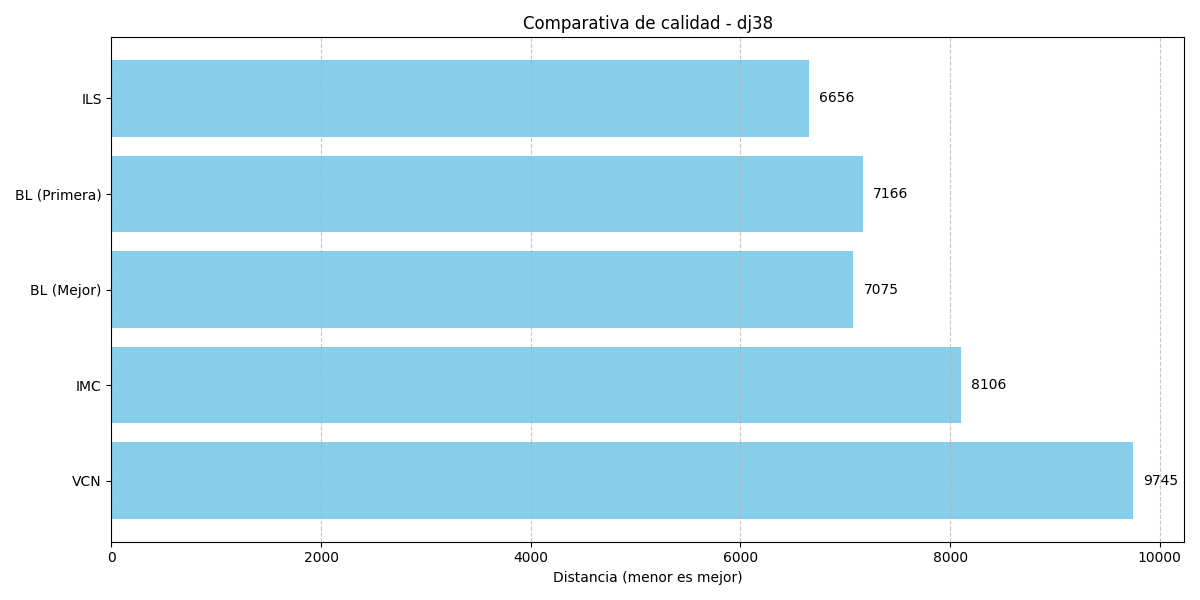 Comparativa de calidad - dj38
ILS
6656
BL (Primera)
7166
BL (Mejor)
7075
IMC
8106
VCN
9745
0 2000 4000 6000 8000 10000
Distancia (menor es mejor)